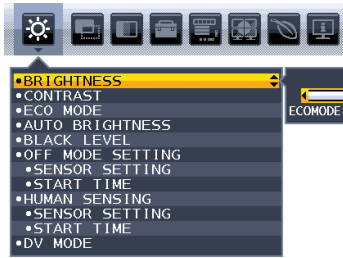 •BRIGHTNESS
•CONTRAST
•ECO MODE
•AUTO BRIGHTNESS
•BLACK LEVEL
•OFF MODE SETTING
•SENSOR SETTING
•START TIME
•HUMAN SENSING
•SENSOR SETTING
•START TIME
•DV MODE
ECOMODE